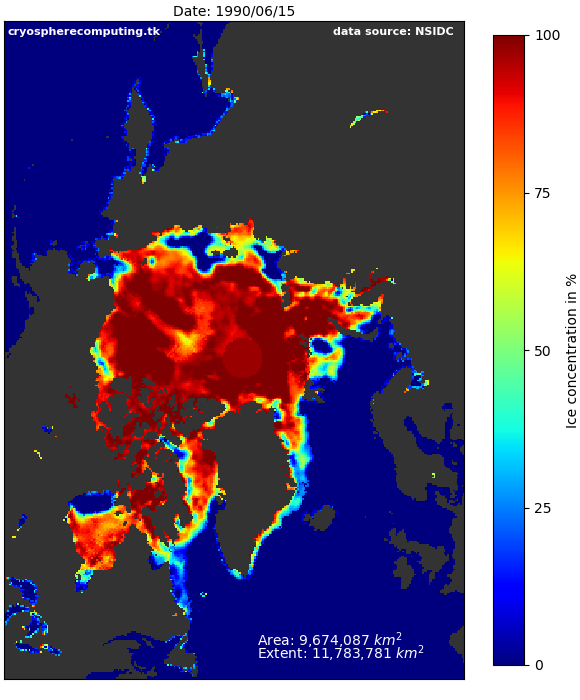 Date: 1990/06/15
cryospherecomputing.tk
data source: NSIDC
100
75
50
25
0
Ice concentration in %
Area: 9,674,087 km²
Extent: 11,783,781 km²